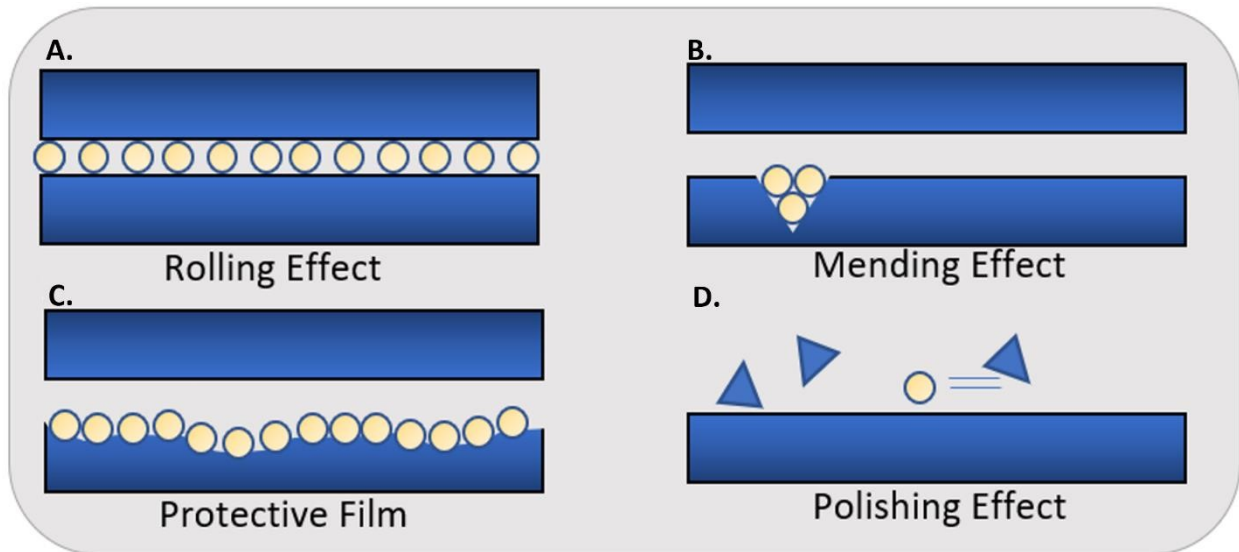 A.
B.
Rolling Effect
Mending Effect
C.
D.
Protective Film
Polishing Effect